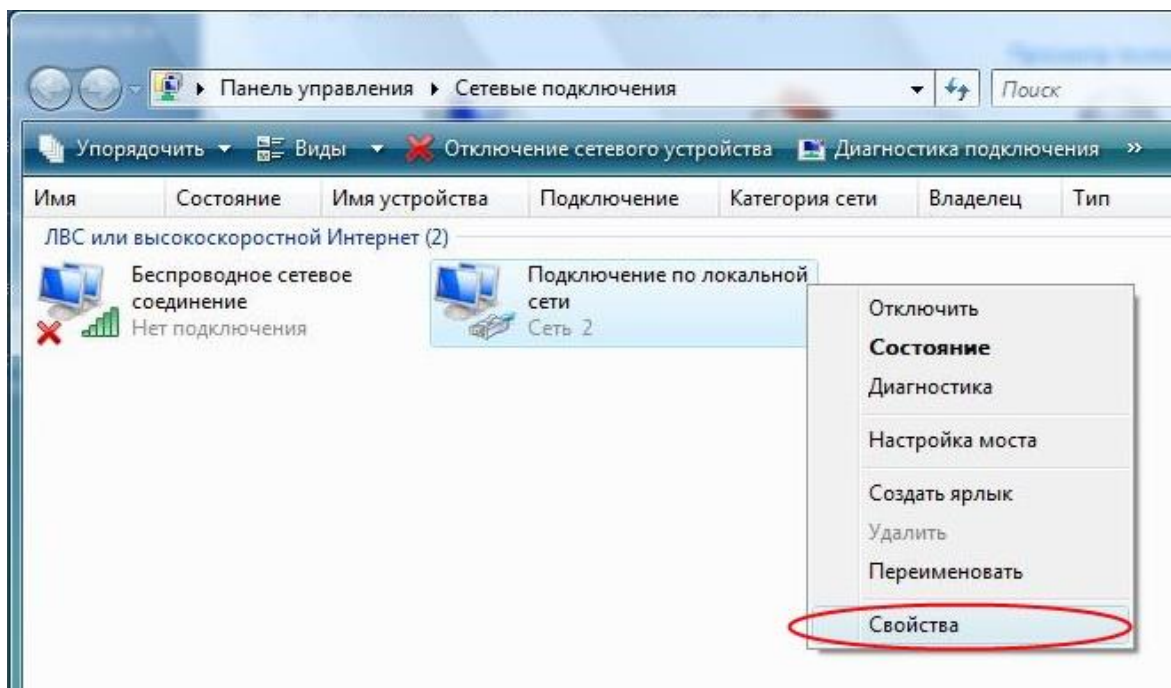 Панель управления Сетевые подключения Поиск
Упорядочить Виды Отключение сетевого устройства Диагностика подключения »
Имя Состояние Имя устройства Подключение Категория сети Владелец Тип
ЛВС или высокоскоростной Интернет (2)
Беспроводное сетевое
соединение
Нет подключения
Подключение по локальной
сети
Сеть 2
Отключить
Состояние
Диагностика
Настройка моста
Создать ярлык
Удалить
Переименовать
Свойства